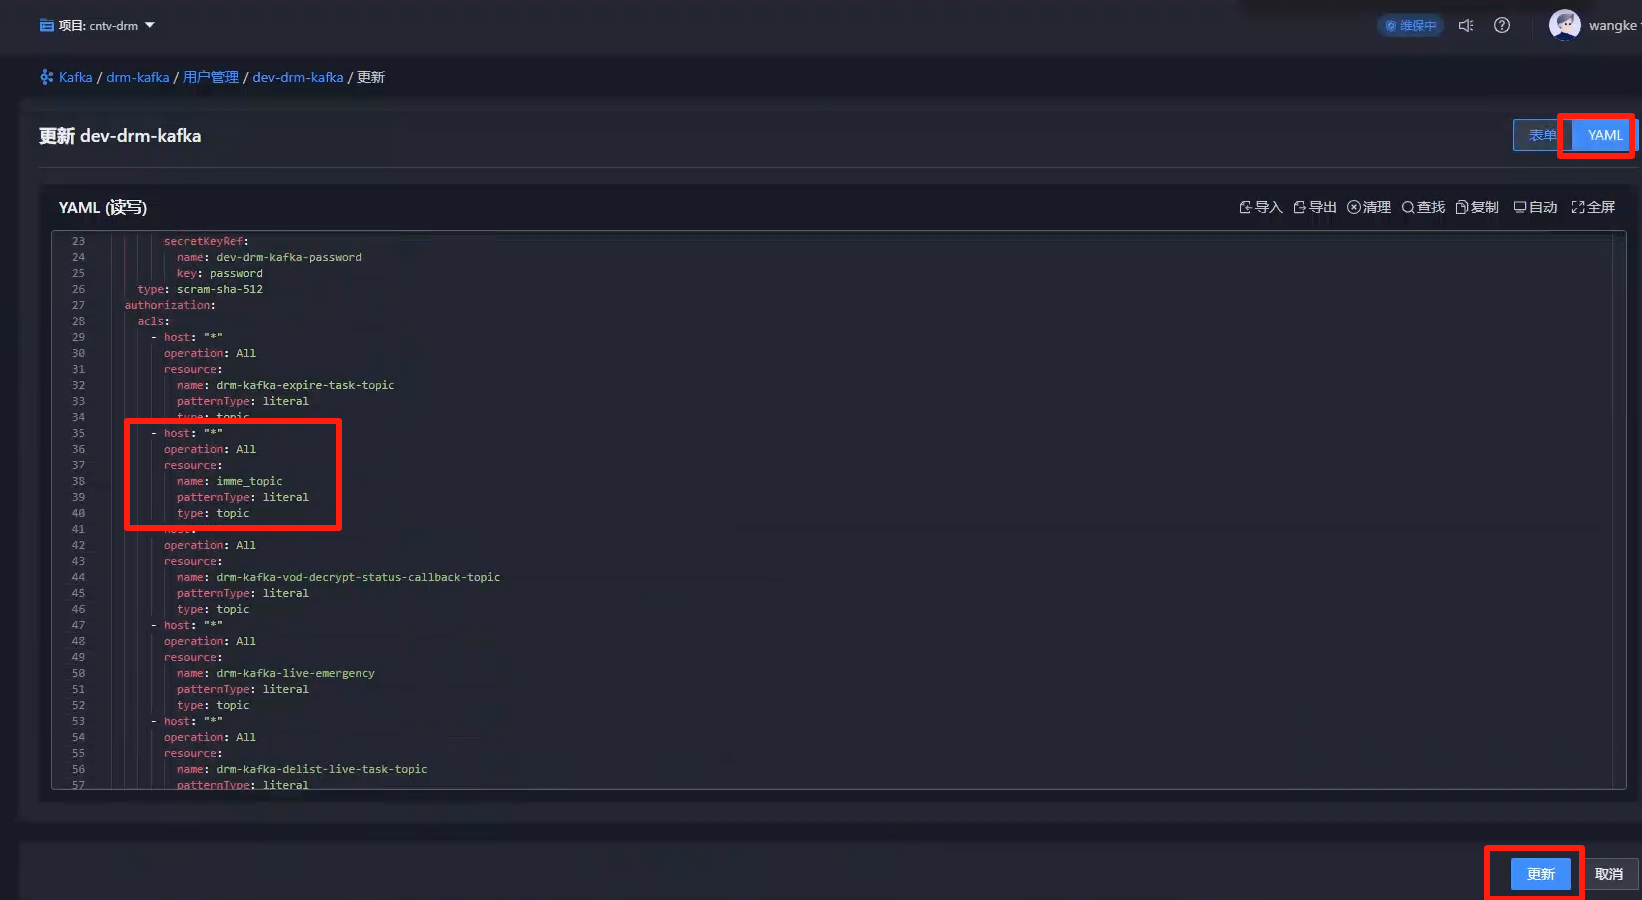 项目: cntv-drm
维保中
wangke
Kafka / drm-kafka / 用户管理 / dev-drm-kafka / 更新
更新 dev-drm-kafka
表单 YAML
YAML (读写)
导入 导出 清理 查找 复制 自动 全屏
23 secretKeyRef:
24 name: dev-drm-kafka-password
25 key: password
26 type: scram-sha-512
27 authorization:
28 acls:
29 - host: "*"
30 operation: All
31 resource:
32 name: drm-kafka-expire-task-topic
33 patternType: literal
34 type: topic
35 - host: "*"
36 operation: All
37 resource:
38 name: imme_topic
39 patternType: literal
40 type: topic
41 host:
42 operation: All
43 resource:
44 name: drm-kafka-vod-decrypt-status-callback-topic
45 patternType: literal
46 type: topic
47 - host: "*"
48 operation: All
49 resource:
50 name: drm-kafka-live-emergency
51 patternType: literal
52 type: topic
53 - host: "*"
54 operation: All
55 resource:
56 name: drm-kafka-delist-live-task-topic
57 patternType: literal
更新 取消